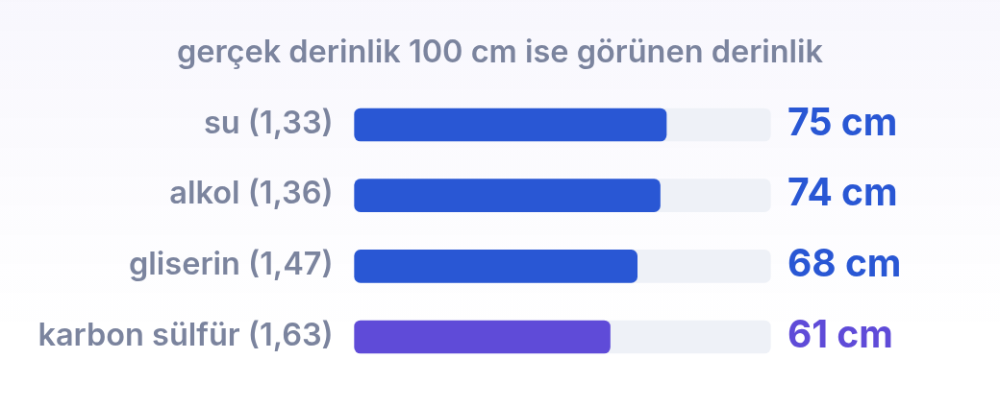 gerçek derinlik 100 cm ise görünen derinlik
su (1,33) 75 cm
alkol (1,36) 74 cm
gliserin (1,47) 68 cm
karbon sülfür (1,63) 61 cm